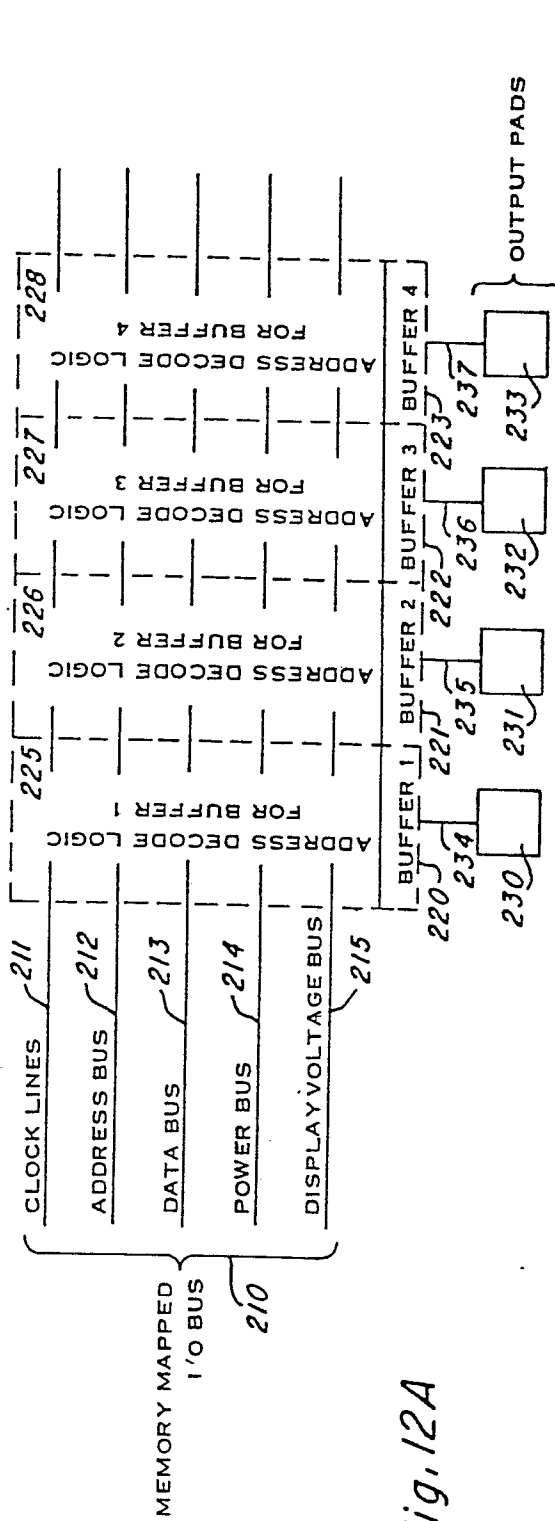 MEMORY MAPPED
I'O BUS
210
CLOCK LINES
211
ADDRESS BUS
212
DATA BUS
213
POWER BUS
214
DISPLAY VOLTAGE BUS
215
225
226
227
228
ADDRESS DECODE LOGIC
FOR BUFFER 1
ADDRESS DECODE LOGIC
FOR BUFFER 2
ADDRESS DECODE LOGIC
FOR BUFFER 3
ADDRESS DECODE LOGIC
FOR BUFFER 4
BUFFER 1
BUFFER 2
BUFFER 3
BUFFER 4
220
221
222
223
234
235
236
237
230
231
232
233
OUTPUT PADS
ig. 12A